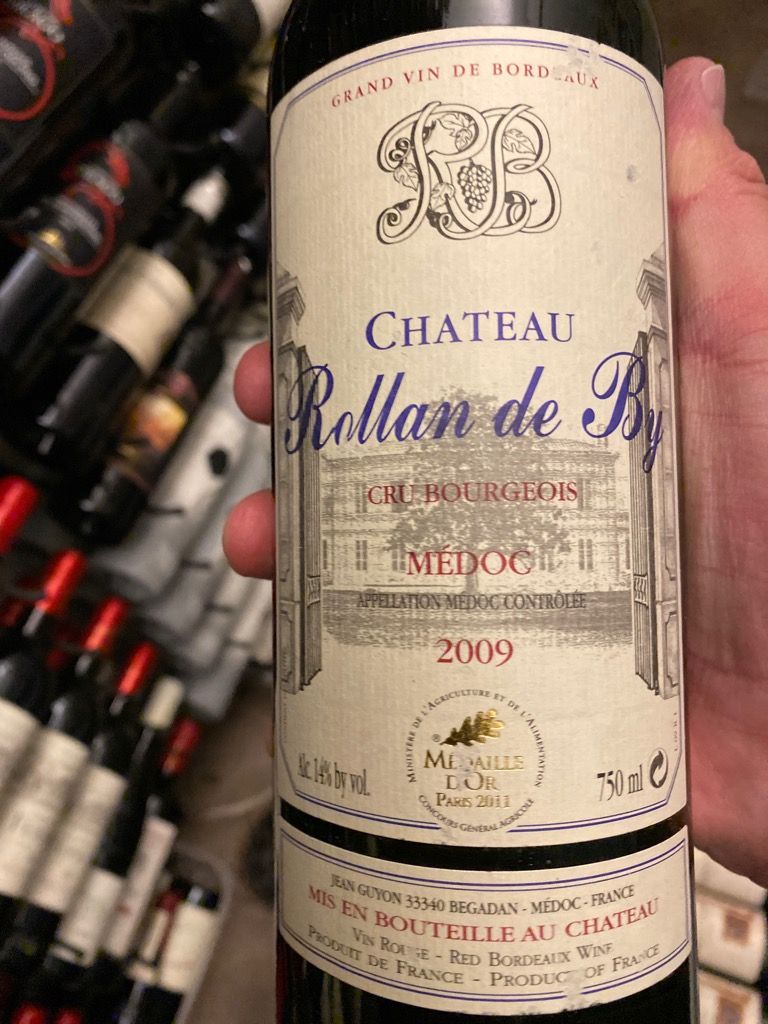 GRAND VIN DE BORDEAUX
RB
CHATEAU
Rollan de By
CRU BOURGEOIS
MÉDOC
APPELLATION MÉDOC CONTRÔLÉE
2009
MINISTÈRE DE L'AGRICULTURE ET DE L'ALIMENTATION
MÉDAILLE
D'OR
PARIS 2011
CONCOURS GÉNÉRAL AGRICOLE
Alc. 14% by vol.
750 ml
JEAN GUYON 33340 BEGADAN - MÉDOC - FRANCE
MIS EN BOUTEILLE AU CHATEAU
VIN ROUGE - RED BORDEAUX WINE
PRODUIT DE FRANCE - PRODUCT OF FRANCE